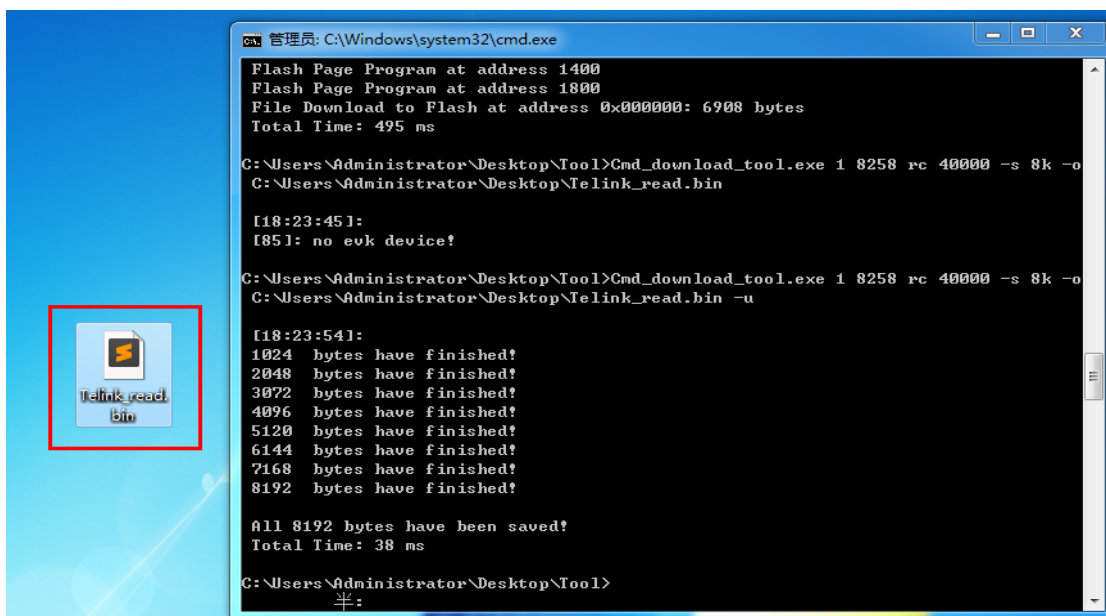 管理员: C:\Windows\system32\cmd.exe
Flash Page Program at address 1400
Flash Page Program at address 1800
File Download to Flash at address 0x000000: 6908 bytes
Total Time: 495 ms
C:\Users\Administrator\Desktop\Tool>Cmd_download_tool.exe 1 8258 rc 40000 -s 8k -o
C:\Users\Administrator\Desktop\Telink_read.bin
[18:23:45]:
[85]: no evk device!
C:\Users\Administrator\Desktop\Tool>Cmd_download_tool.exe 1 8258 rc 40000 -s 8k -o
C:\Users\Administrator\Desktop\Telink_read.bin -u
[18:23:54]:
1024 bytes have finished!
2048 bytes have finished!
3072 bytes have finished!
4096 bytes have finished!
5120 bytes have finished!
6144 bytes have finished!
7168 bytes have finished!
8192 bytes have finished!
All 8192 bytes have been saved!
Total Time: 38 ms
C:\Users\Administrator\Desktop\Tool>
半:
Telink_read.
bin